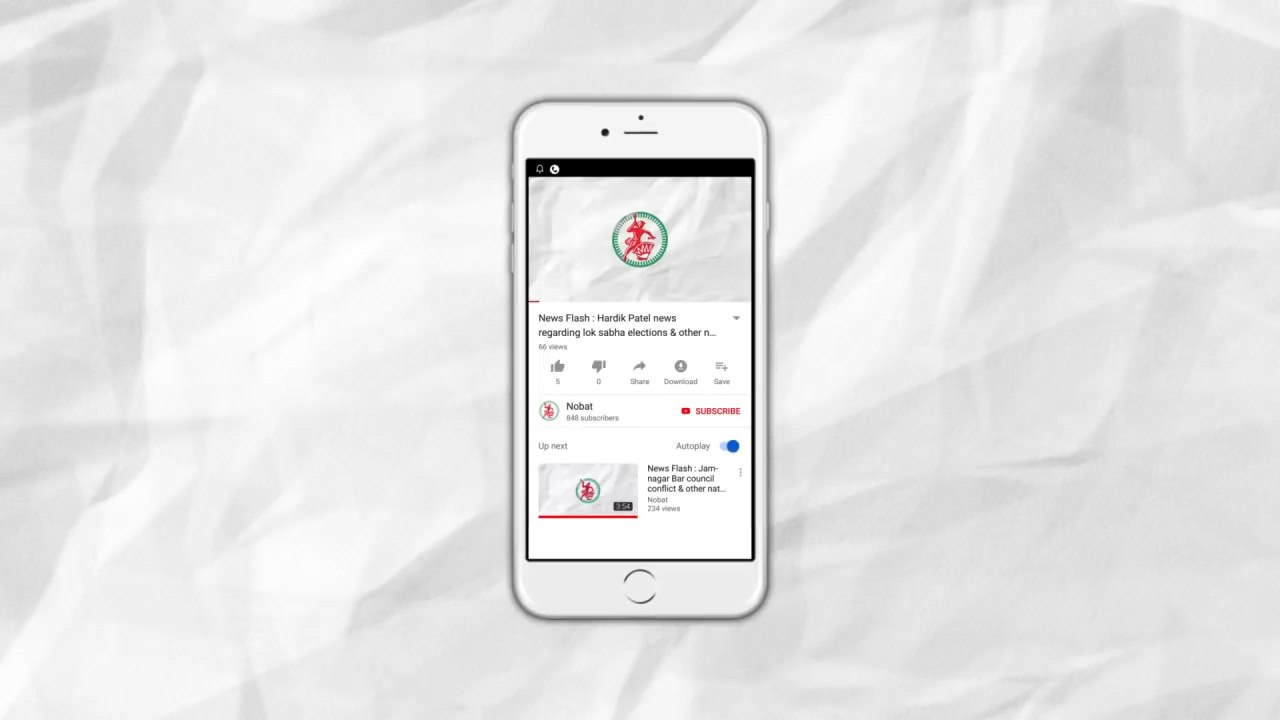 News Flash : Hardik Patel news
regarding lok sabha elections & other n...
66 views
5
0
Share
Download
Save
Nobat
848 subscribers
SUBSCRIBE
Up next
Autoplay
3:54
News Flash : Jam-
nagar Bar council
conflict & other nat...
Nobat
234 views